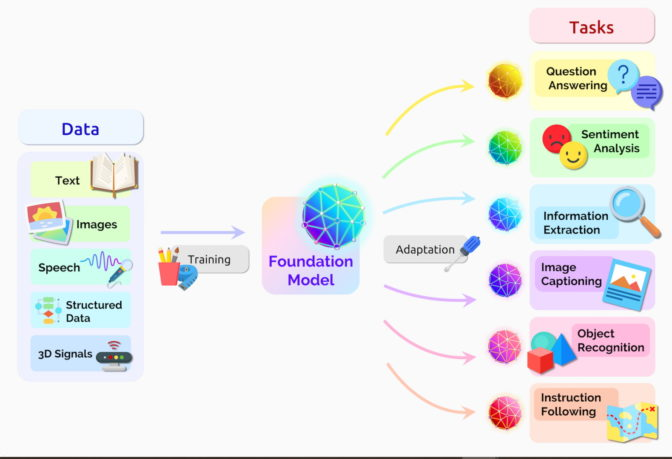 Data
Text
Images
Speech
Structured
Data
3D Signals
Training
Foundation
Model
Adaptation
Tasks
Question
Answering
?
Sentiment
Analysis
Information
Extraction
Image
Captioning
Object
Recognition
Instruction
Following